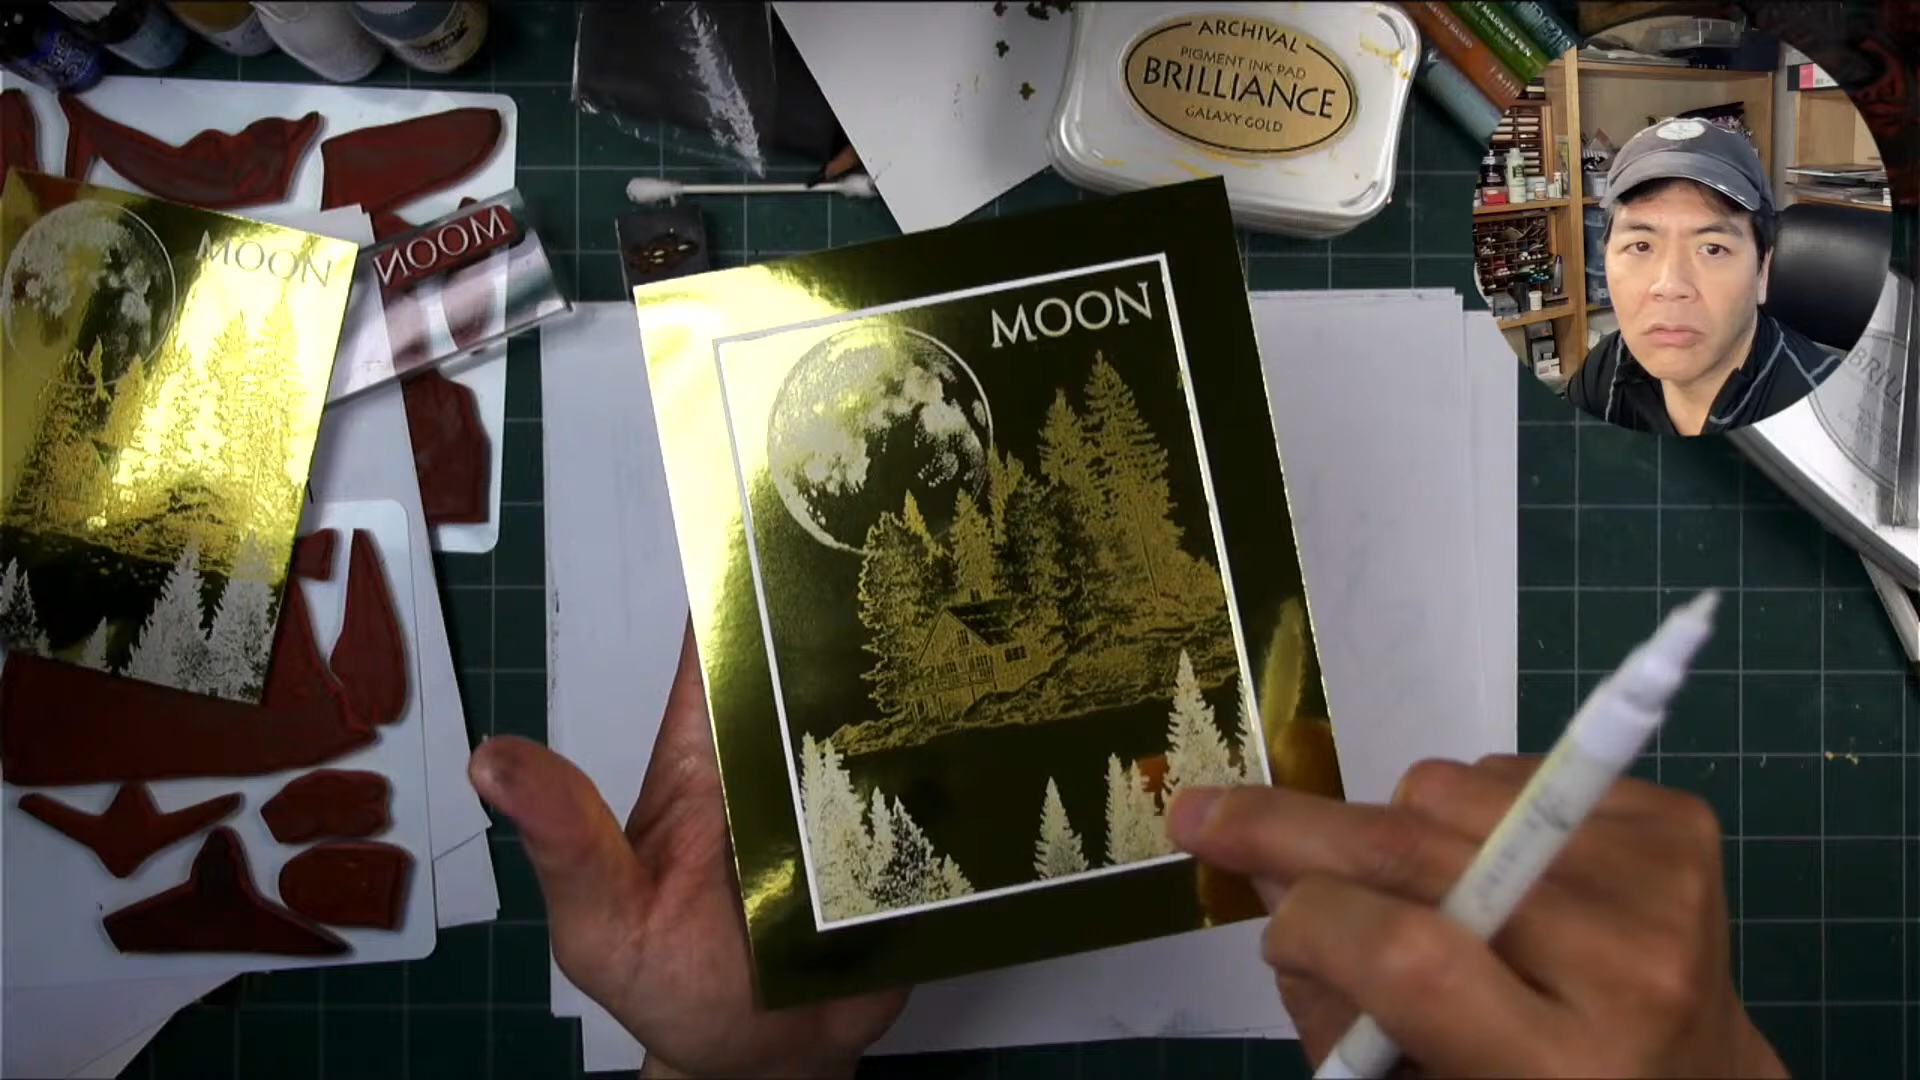 ARCHIVAL
PIGMENT INK PAD
BRILLIANCE
GALAXY GOLD
MOON
MOON
MOON